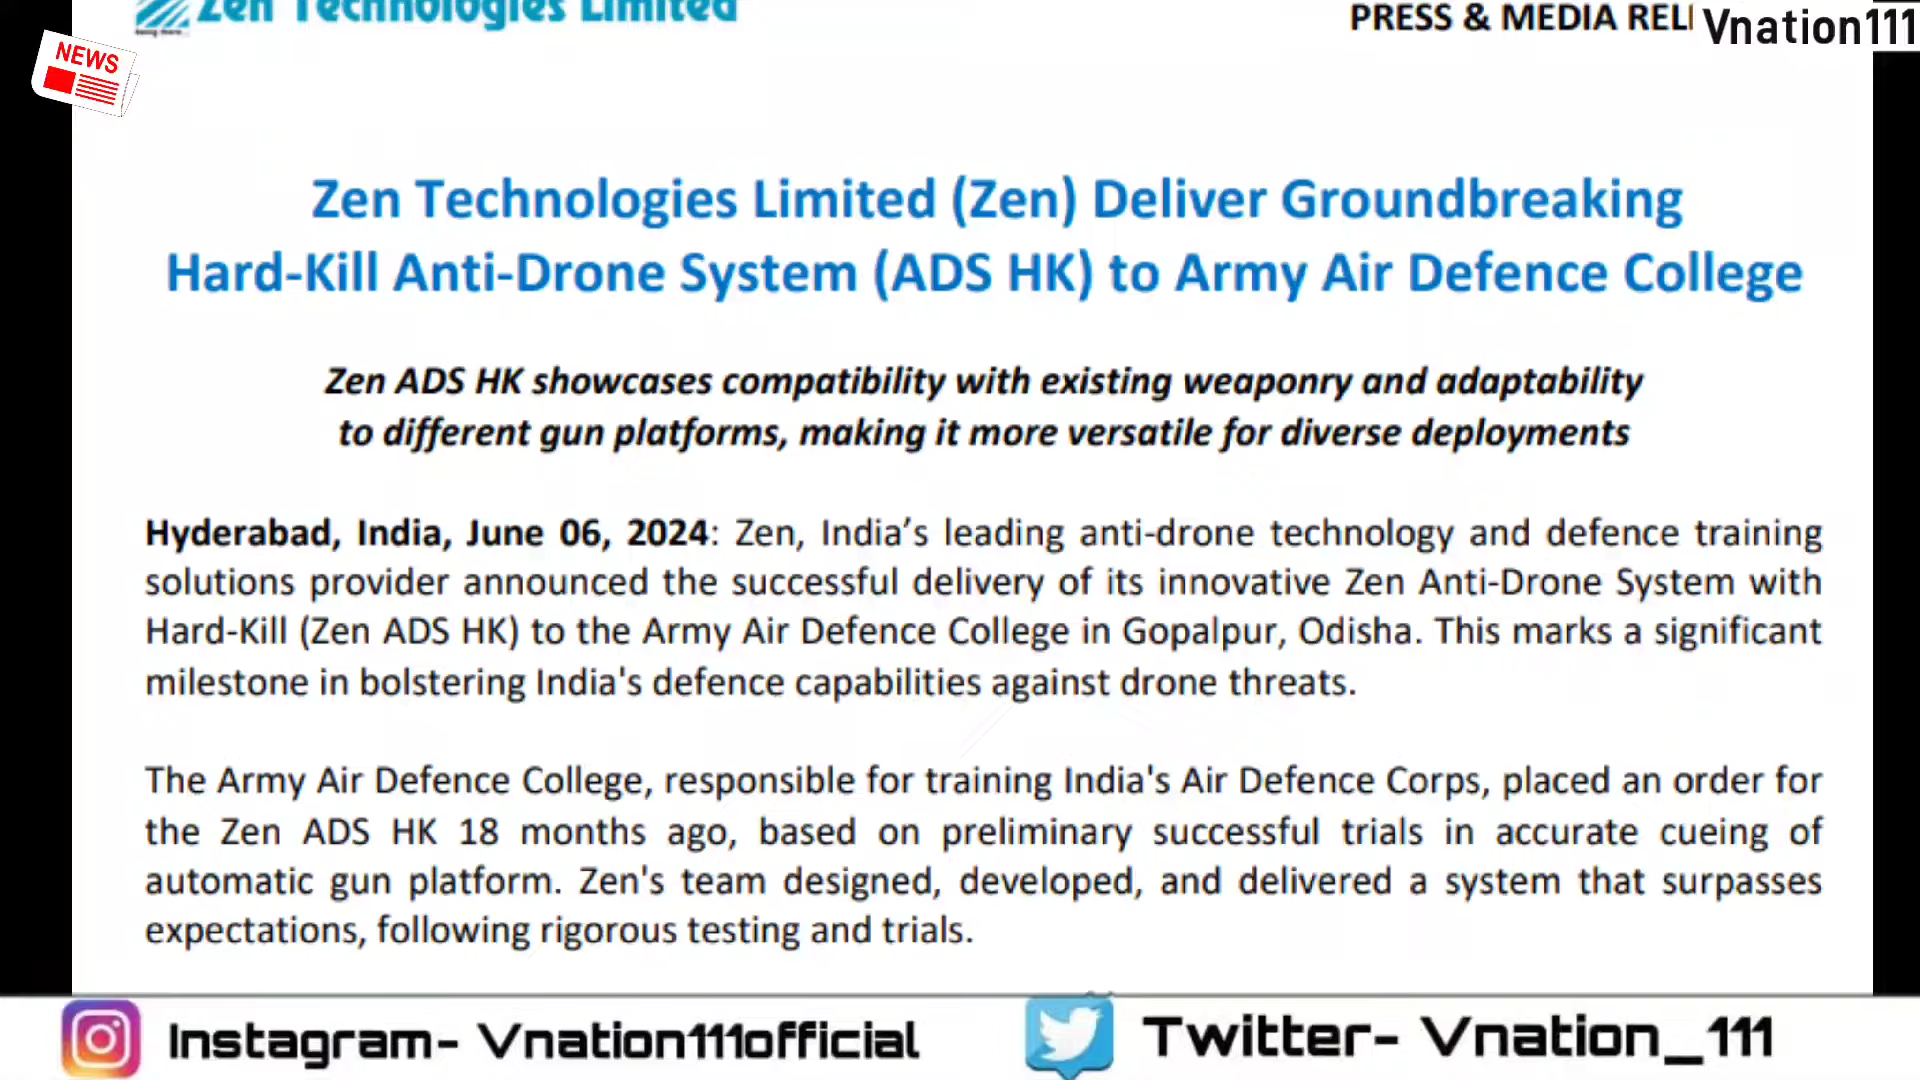 Zen Technologies Limited
PRESS & MEDIA REL
Vnation111
NEWS
Zen Technologies Limited (Zen) Deliver Groundbreaking
Hard-Kill Anti-Drone System (ADS HK) to Army Air Defence College
Zen ADS HK showcases compatibility with existing weaponry and adaptability
to different gun platforms, making it more versatile for diverse deployments
Hyderabad, India, June 06, 2024: Zen, India’s leading anti-drone technology and defence training
solutions provider announced the successful delivery of its innovative Zen Anti-Drone System with
Hard-Kill (Zen ADS HK) to the Army Air Defence College in Gopalpur, Odisha. This marks a significant
milestone in bolstering India's defence capabilities against drone threats.
The Army Air Defence College, responsible for training India's Air Defence Corps, placed an order for
the Zen ADS HK 18 months ago, based on preliminary successful trials in accurate cueing of
automatic gun platform. Zen's team designed, developed, and delivered a system that surpasses
expectations, following rigorous testing and trials.
Instagram- Vnation111official
Twitter- Vnation_111